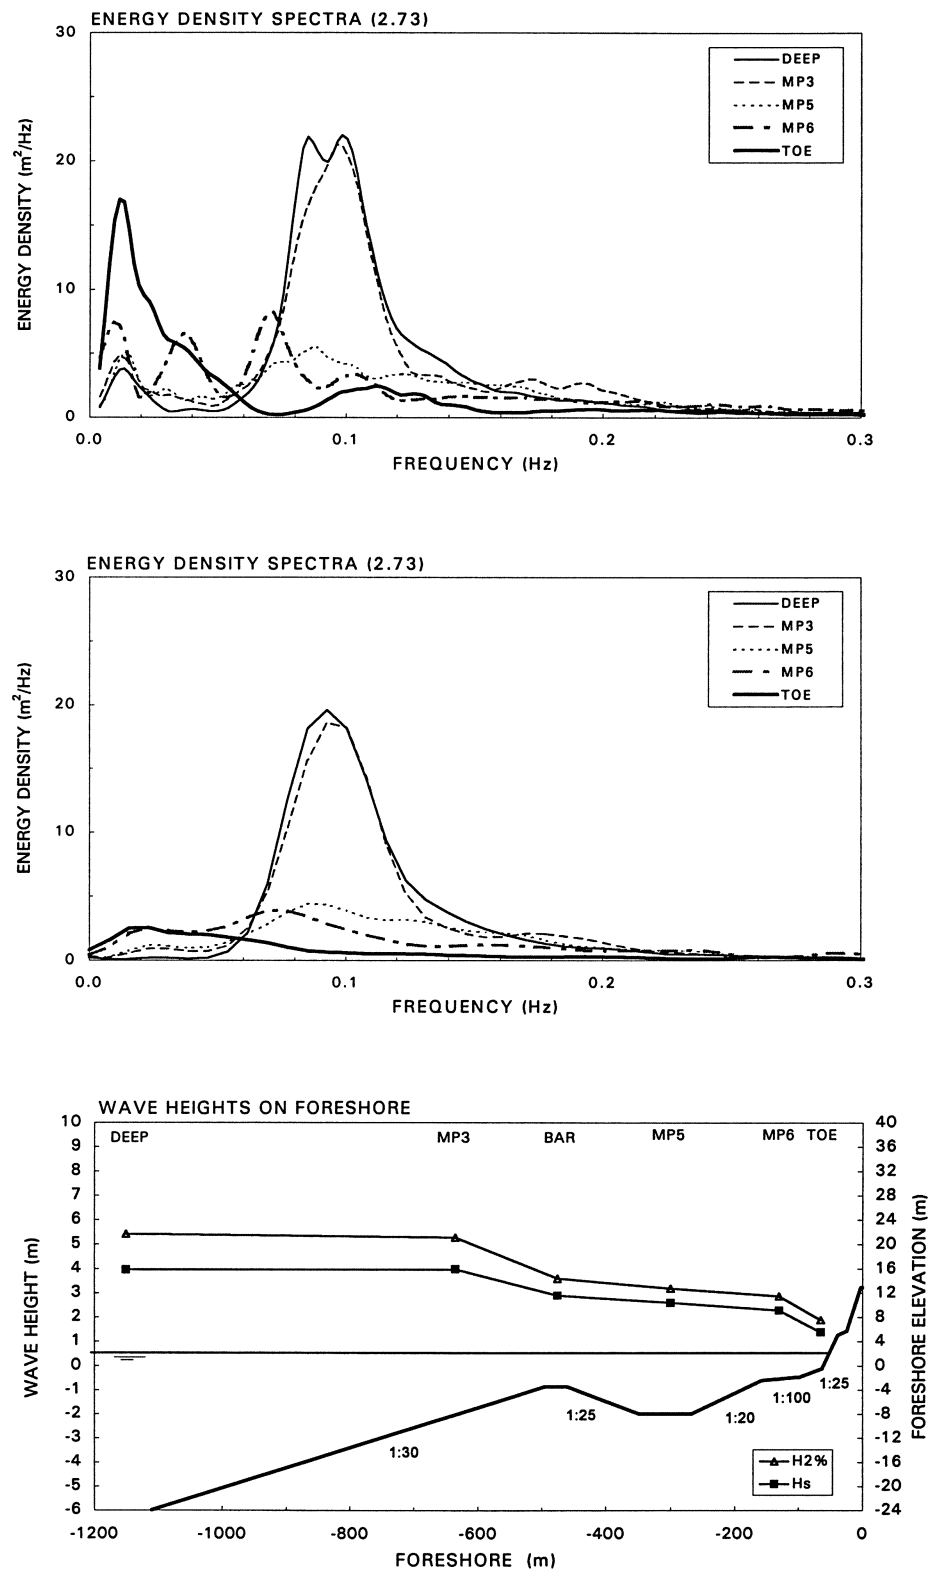 ENERGY DENSITY SPECTRA (2.73)
30
20
10
0
ENERGY DENSITY (m²/Hz)
DEEP
MP3
MP5
MP6
TOE
0.0 0.1 0.2 0.3
FREQUENCY (Hz)
ENERGY DENSITY SPECTRA (2.73)
30
20
10
0
ENERGY DENSITY (m²/Hz)
DEEP
MP3
MP5
MP6
TOE
0.0 0.1 0.2 0.3
FREQUENCY (Hz)
WAVE HEIGHTS ON FORESHORE
DEEP MP3 BAR MP5 MP6 TOE
10 40
9 36
8 32
7 28
6 24
5 20
4 16
3 12
2 8
1 4
0 0
-1 -4
-2 -8
-3 -12
-4 -16
-5 -20
-6 -24
WAVE HEIGHT (m)
FORESHORE ELEVATION (m)
1:30
1:25
1:20
1:100
1:25
H2%
Hs
-1200 -1000 -800 -600 -400 -200 0
FORESHORE (m)